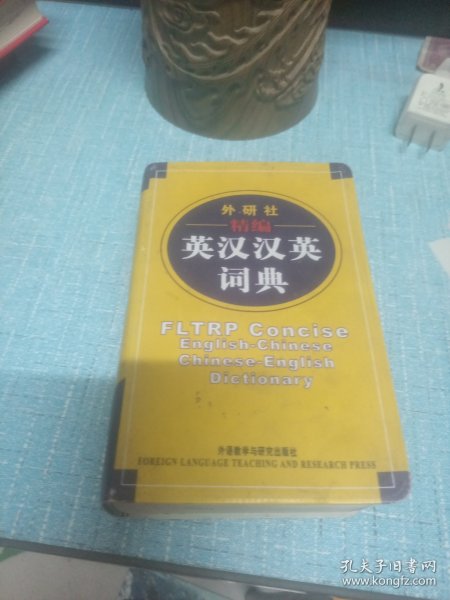 外研社
精编
英汉汉英
词典
FLTRP Concise
English-Chinese
Chinese-English
Dictionary
外语教学与研究出版社
FOREIGN LANGUAGE TEACHING AND RESEARCH PRESS
孔夫子旧书网
www.kongfz.com